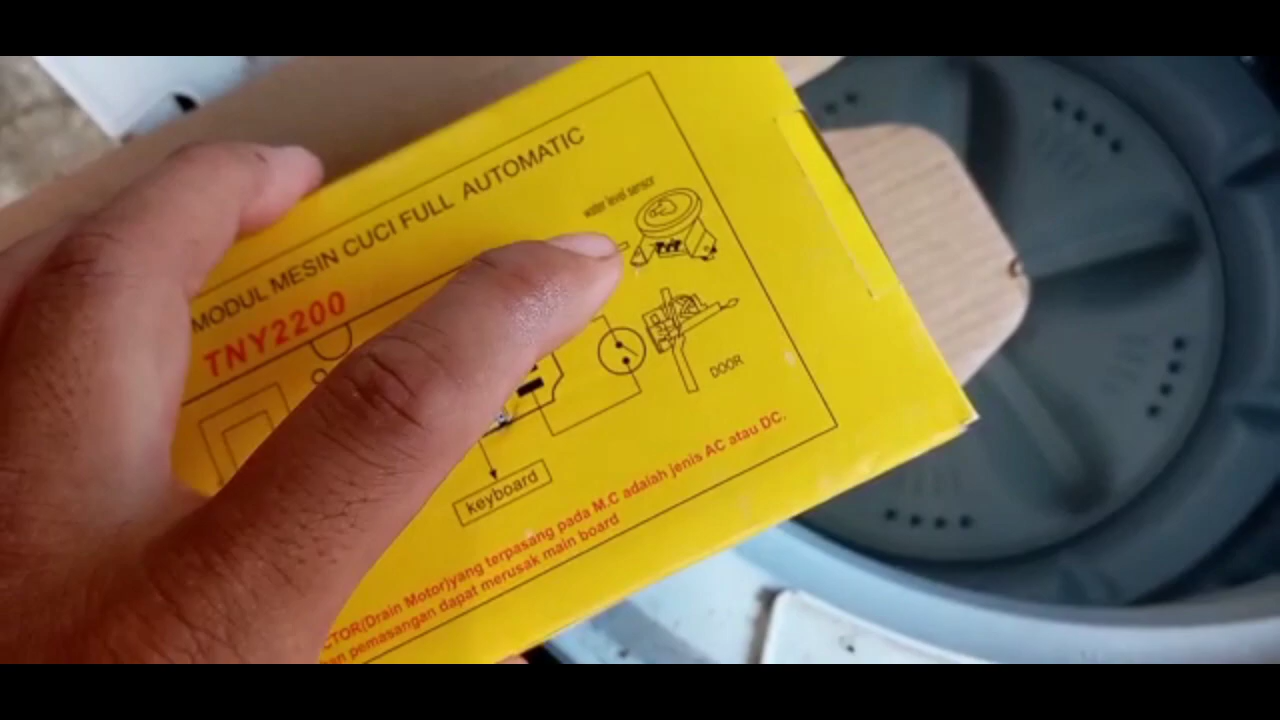 MODUL MESIN CUCI FULL AUTOMATIC
TNY2200
water level sensor
DOOR
keyboard
(Drain Motor)yang terpasang pada M.C adalah jenis AC atau DC.
pemasangan dapat merusak main board